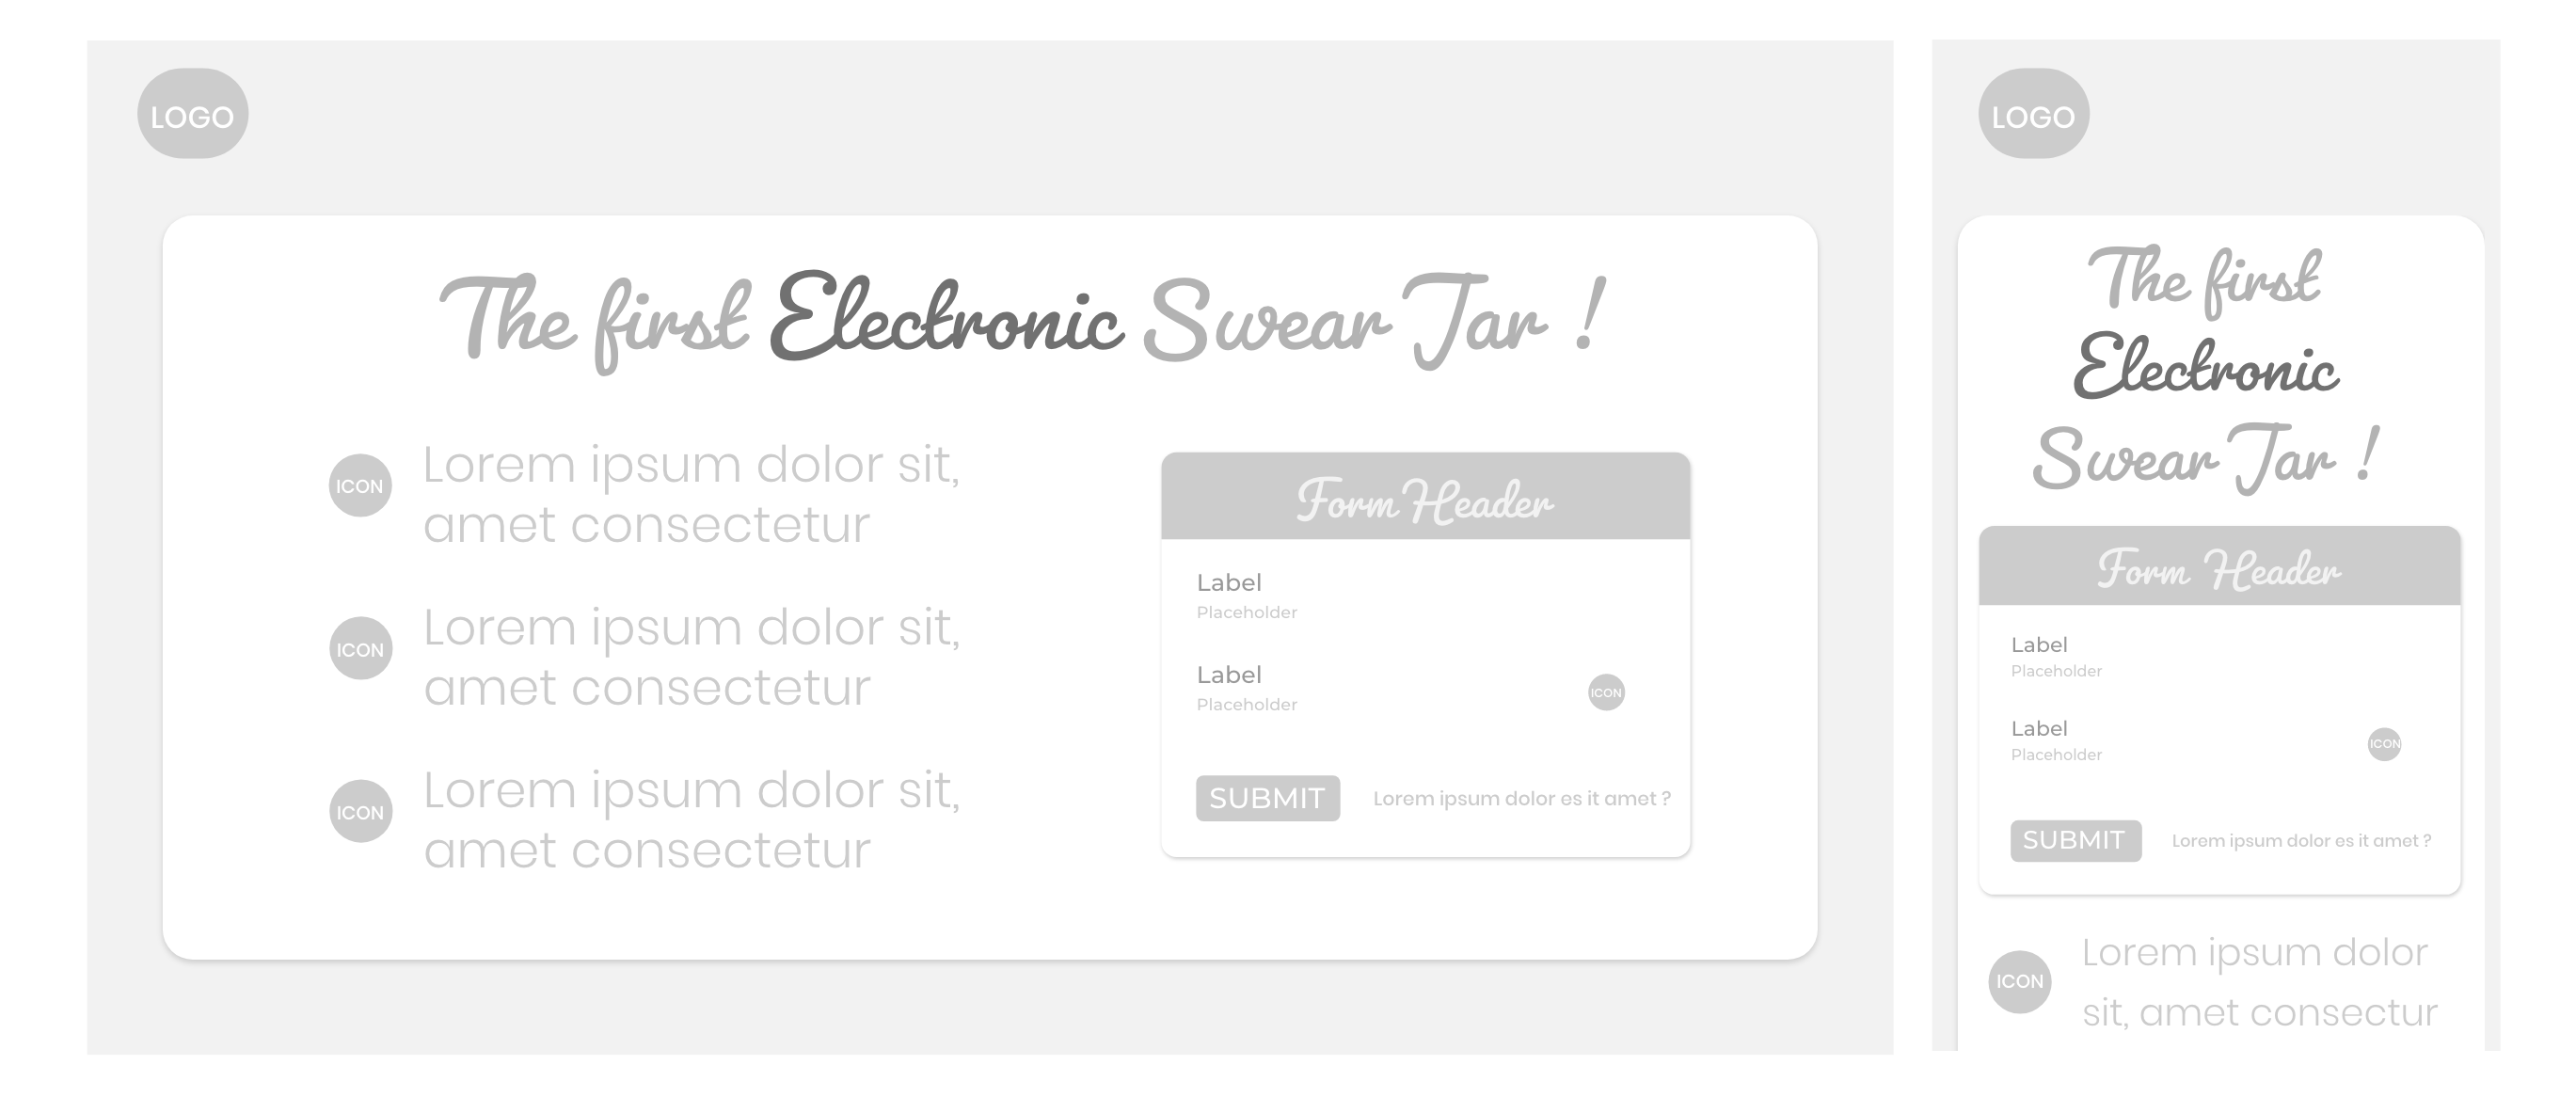 LOGO
The first Electronic Swear Jar !
ICON
Lorem ipsum dolor sit,
amet consectetur
ICON
Lorem ipsum dolor sit,
amet consectetur
ICON
Lorem ipsum dolor sit,
amet consectetur
Form Header
Label
Placeholder
Label
Placeholder
ICON
SUBMIT
Lorem ipsum dolor es it amet ?
LOGO
The first
Electronic
Swear Jar !
Form Header
Label
Placeholder
Label
Placeholder
ICON
SUBMIT
Lorem ipsum dolor es it amet ?
ICON
Lorem ipsum dolor
sit, amet consectur